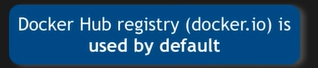 Docker Hub registry (docker.io) is
used by default